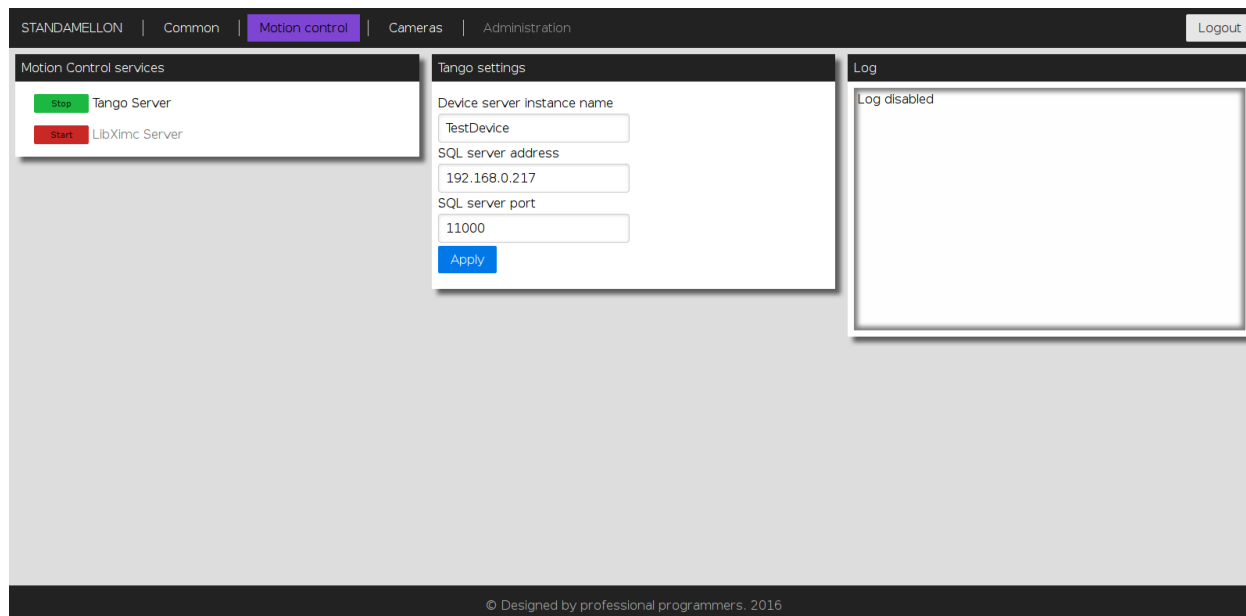 STANDAMELLON | Common | Motion control | Cameras | Administration Logout
Motion Control services
Stop Tango Server
Start LibXimc Server
Tango settings
Device server instance name
TestDevice
SQL server address
192.168.0.217
SQL server port
11000
Apply
Log
Log disabled
© Designed by professional programmers. 2016